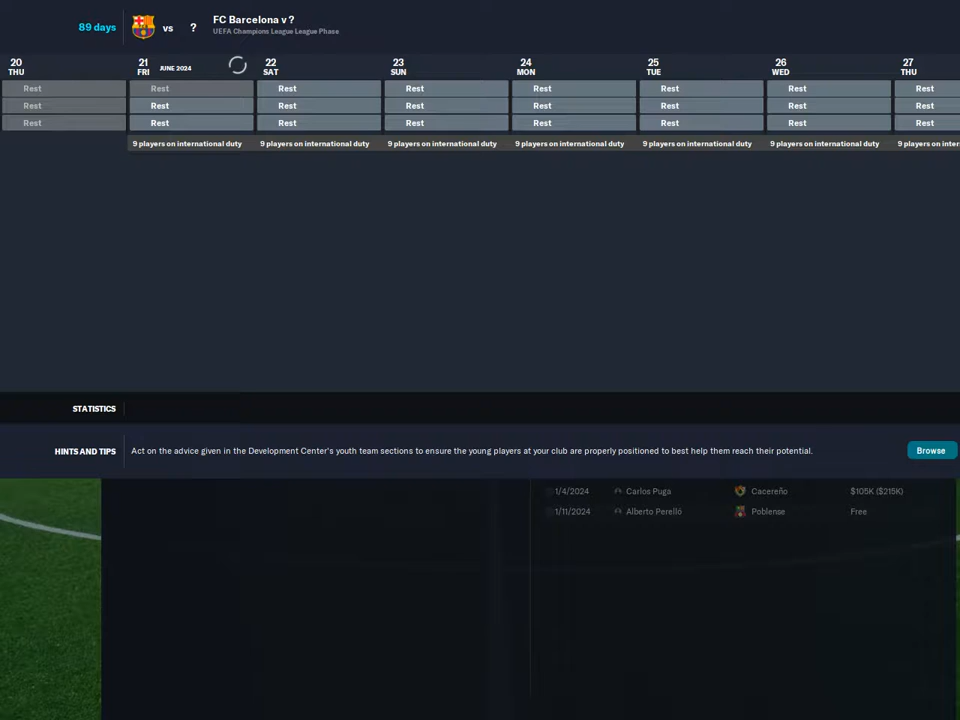 89 days
vs
?
FC Barcelona v ?
UEFA Champions League League Phase
20 THU
21 FRI JUNE 2024
22 SAT
23 SUN
24 MON
25 TUE
26 WED
27 THU
Rest Rest Rest Rest Rest Rest Rest Rest
Rest Rest Rest Rest Rest Rest Rest Rest
Rest Rest Rest Rest Rest Rest Rest Rest
9 players on international duty 9 players on international duty 9 players on international duty 9 players on international duty 9 players on international duty 9 players on international duty 9 players on inter
STATISTICS
HINTS AND TIPS Act on the advice given in the Development Center's youth team sections to ensure the young players at your club are properly positioned to best help them reach their potential. Browse
1/4/2024 Carlos Puga Cacereño $105K ($215K)
1/11/2024 Alberto Perelló Poblense Free